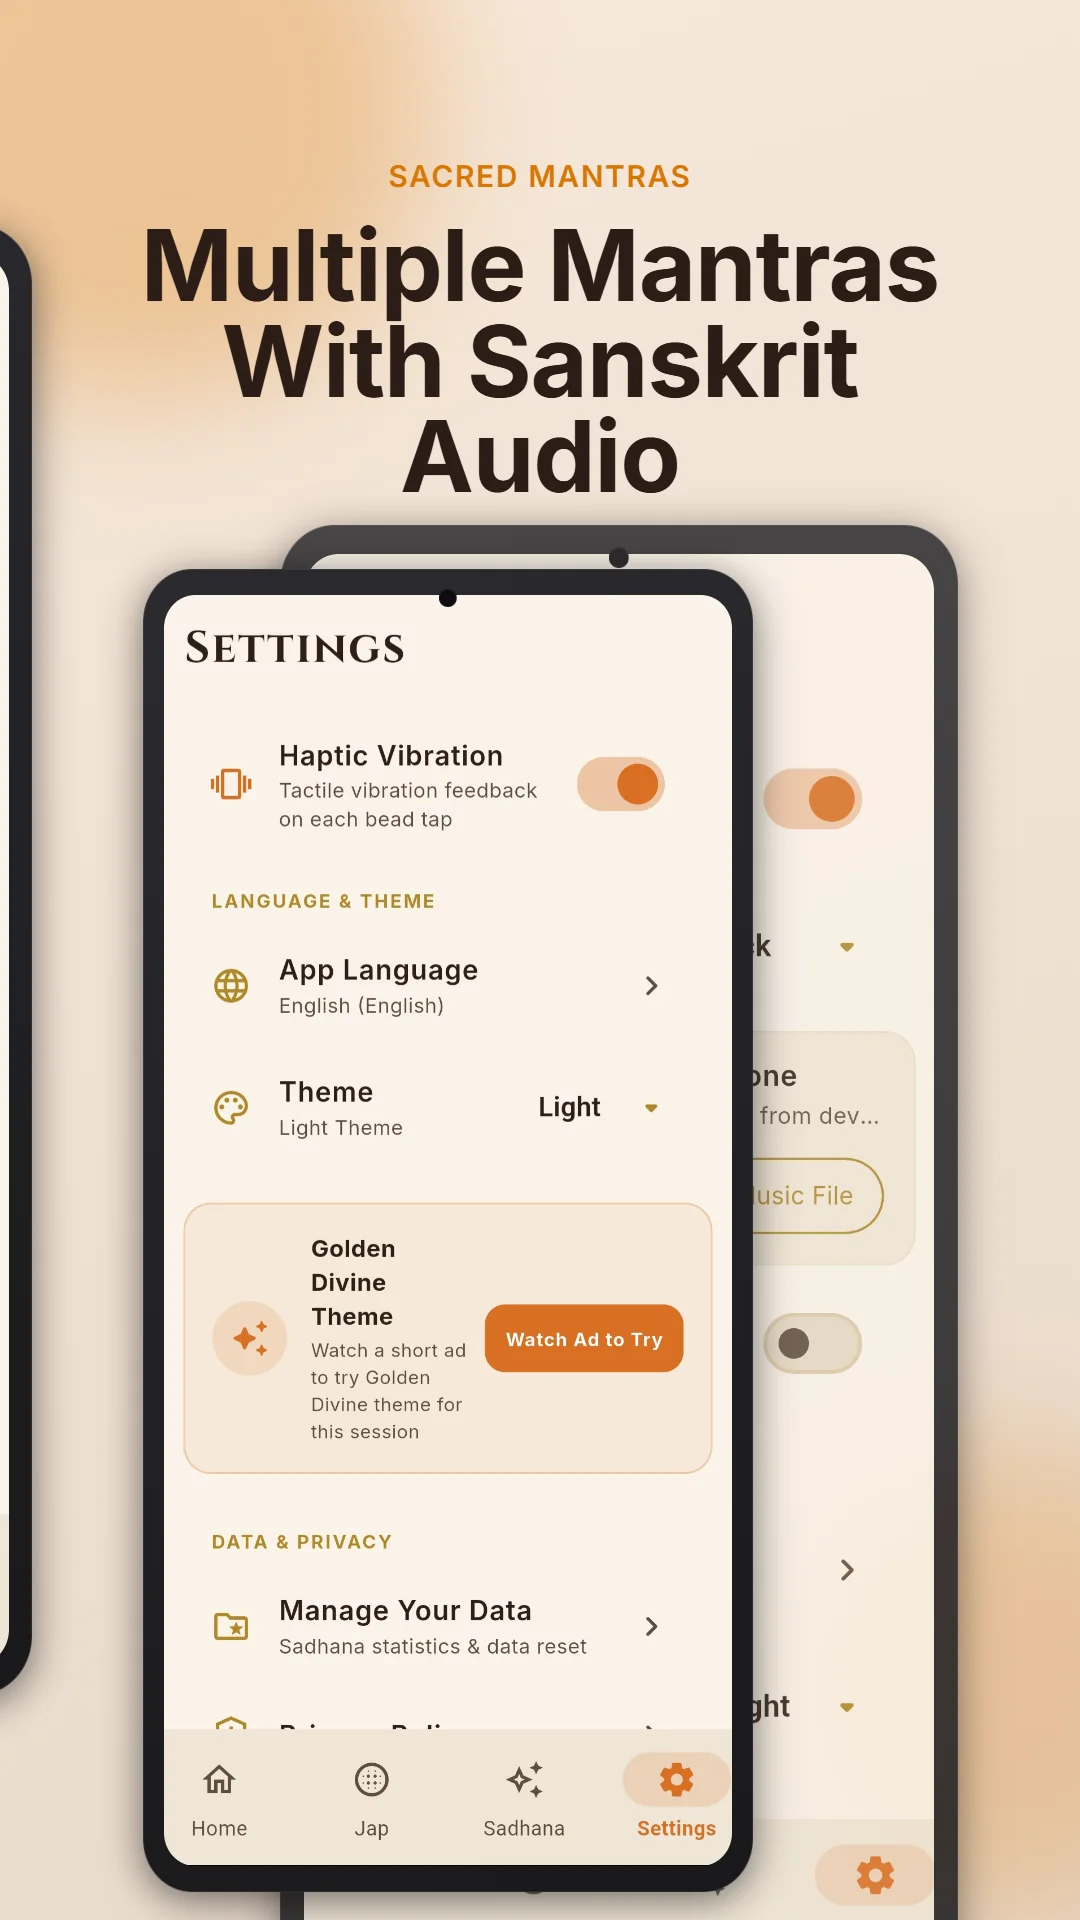 SACRED MANTRAS
Multiple Mantras
With Sanskrit
Audio
SETTINGS
Haptic Vibration
Tactile vibration feedback
on each bead tap
LANGUAGE & THEME
App Language
English (English)
Theme
Light Theme
Light
Golden
Divine
Theme
Watch a short ad
to try Golden
Divine theme for
this session
Watch Ad to Try
DATA & PRIVACY
Manage Your Data
Sadhana statistics & data reset
Home
Jap
Sadhana
Settings
from dev...
File